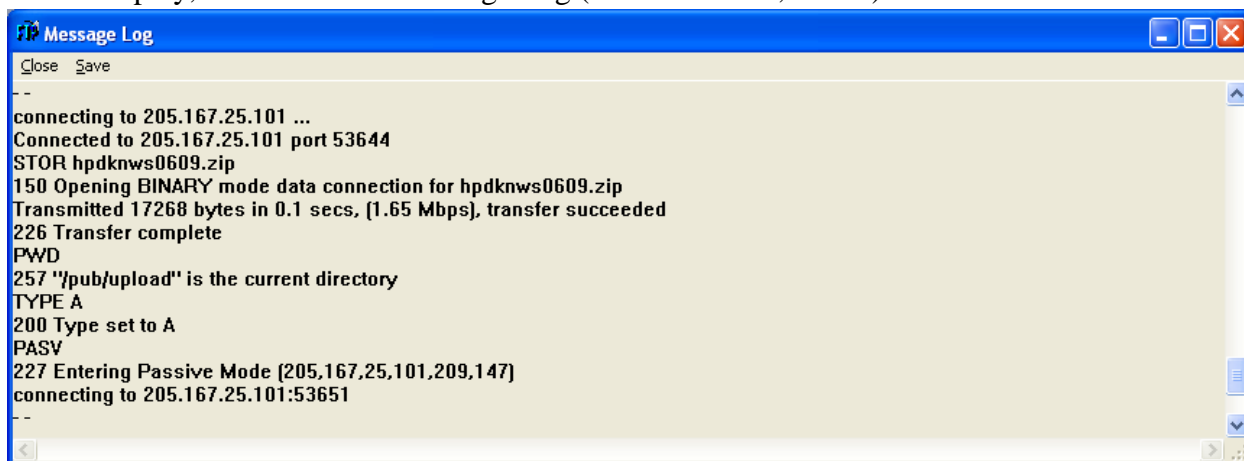 Message Log
Close Save
--
connecting to 205.167.25.101 ...
Connected to 205.167.25.101 port 53644
STOR hpdknws0609.zip
150 Opening BINARY mode data connection for hpdknws0609.zip
Transmitted 17268 bytes in 0.1 secs, (1.65 Mbps), transfer succeeded
226 Transfer complete
PWD
257 "/pub/upload" is the current directory
TYPE A
200 Type set to A
PASV
227 Entering Passive Mode (205,167,25,101,209,147)
connecting to 205.167.25.101:53651
--